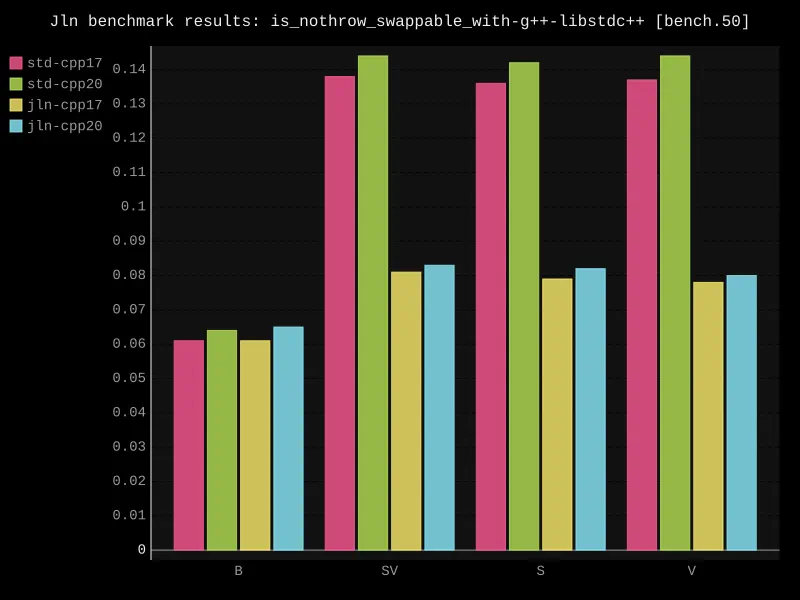 Jln benchmark results: is_nothrow_swappable_with-g++-libstdc++ [bench.50]
std-cpp17
std-cpp20
jln-cpp17
jln-cpp20
0.14
0.13
0.12
0.11
0.1
0.09
0.08
0.07
0.06
0.05
0.04
0.03
0.02
0.01
0
B SV S V